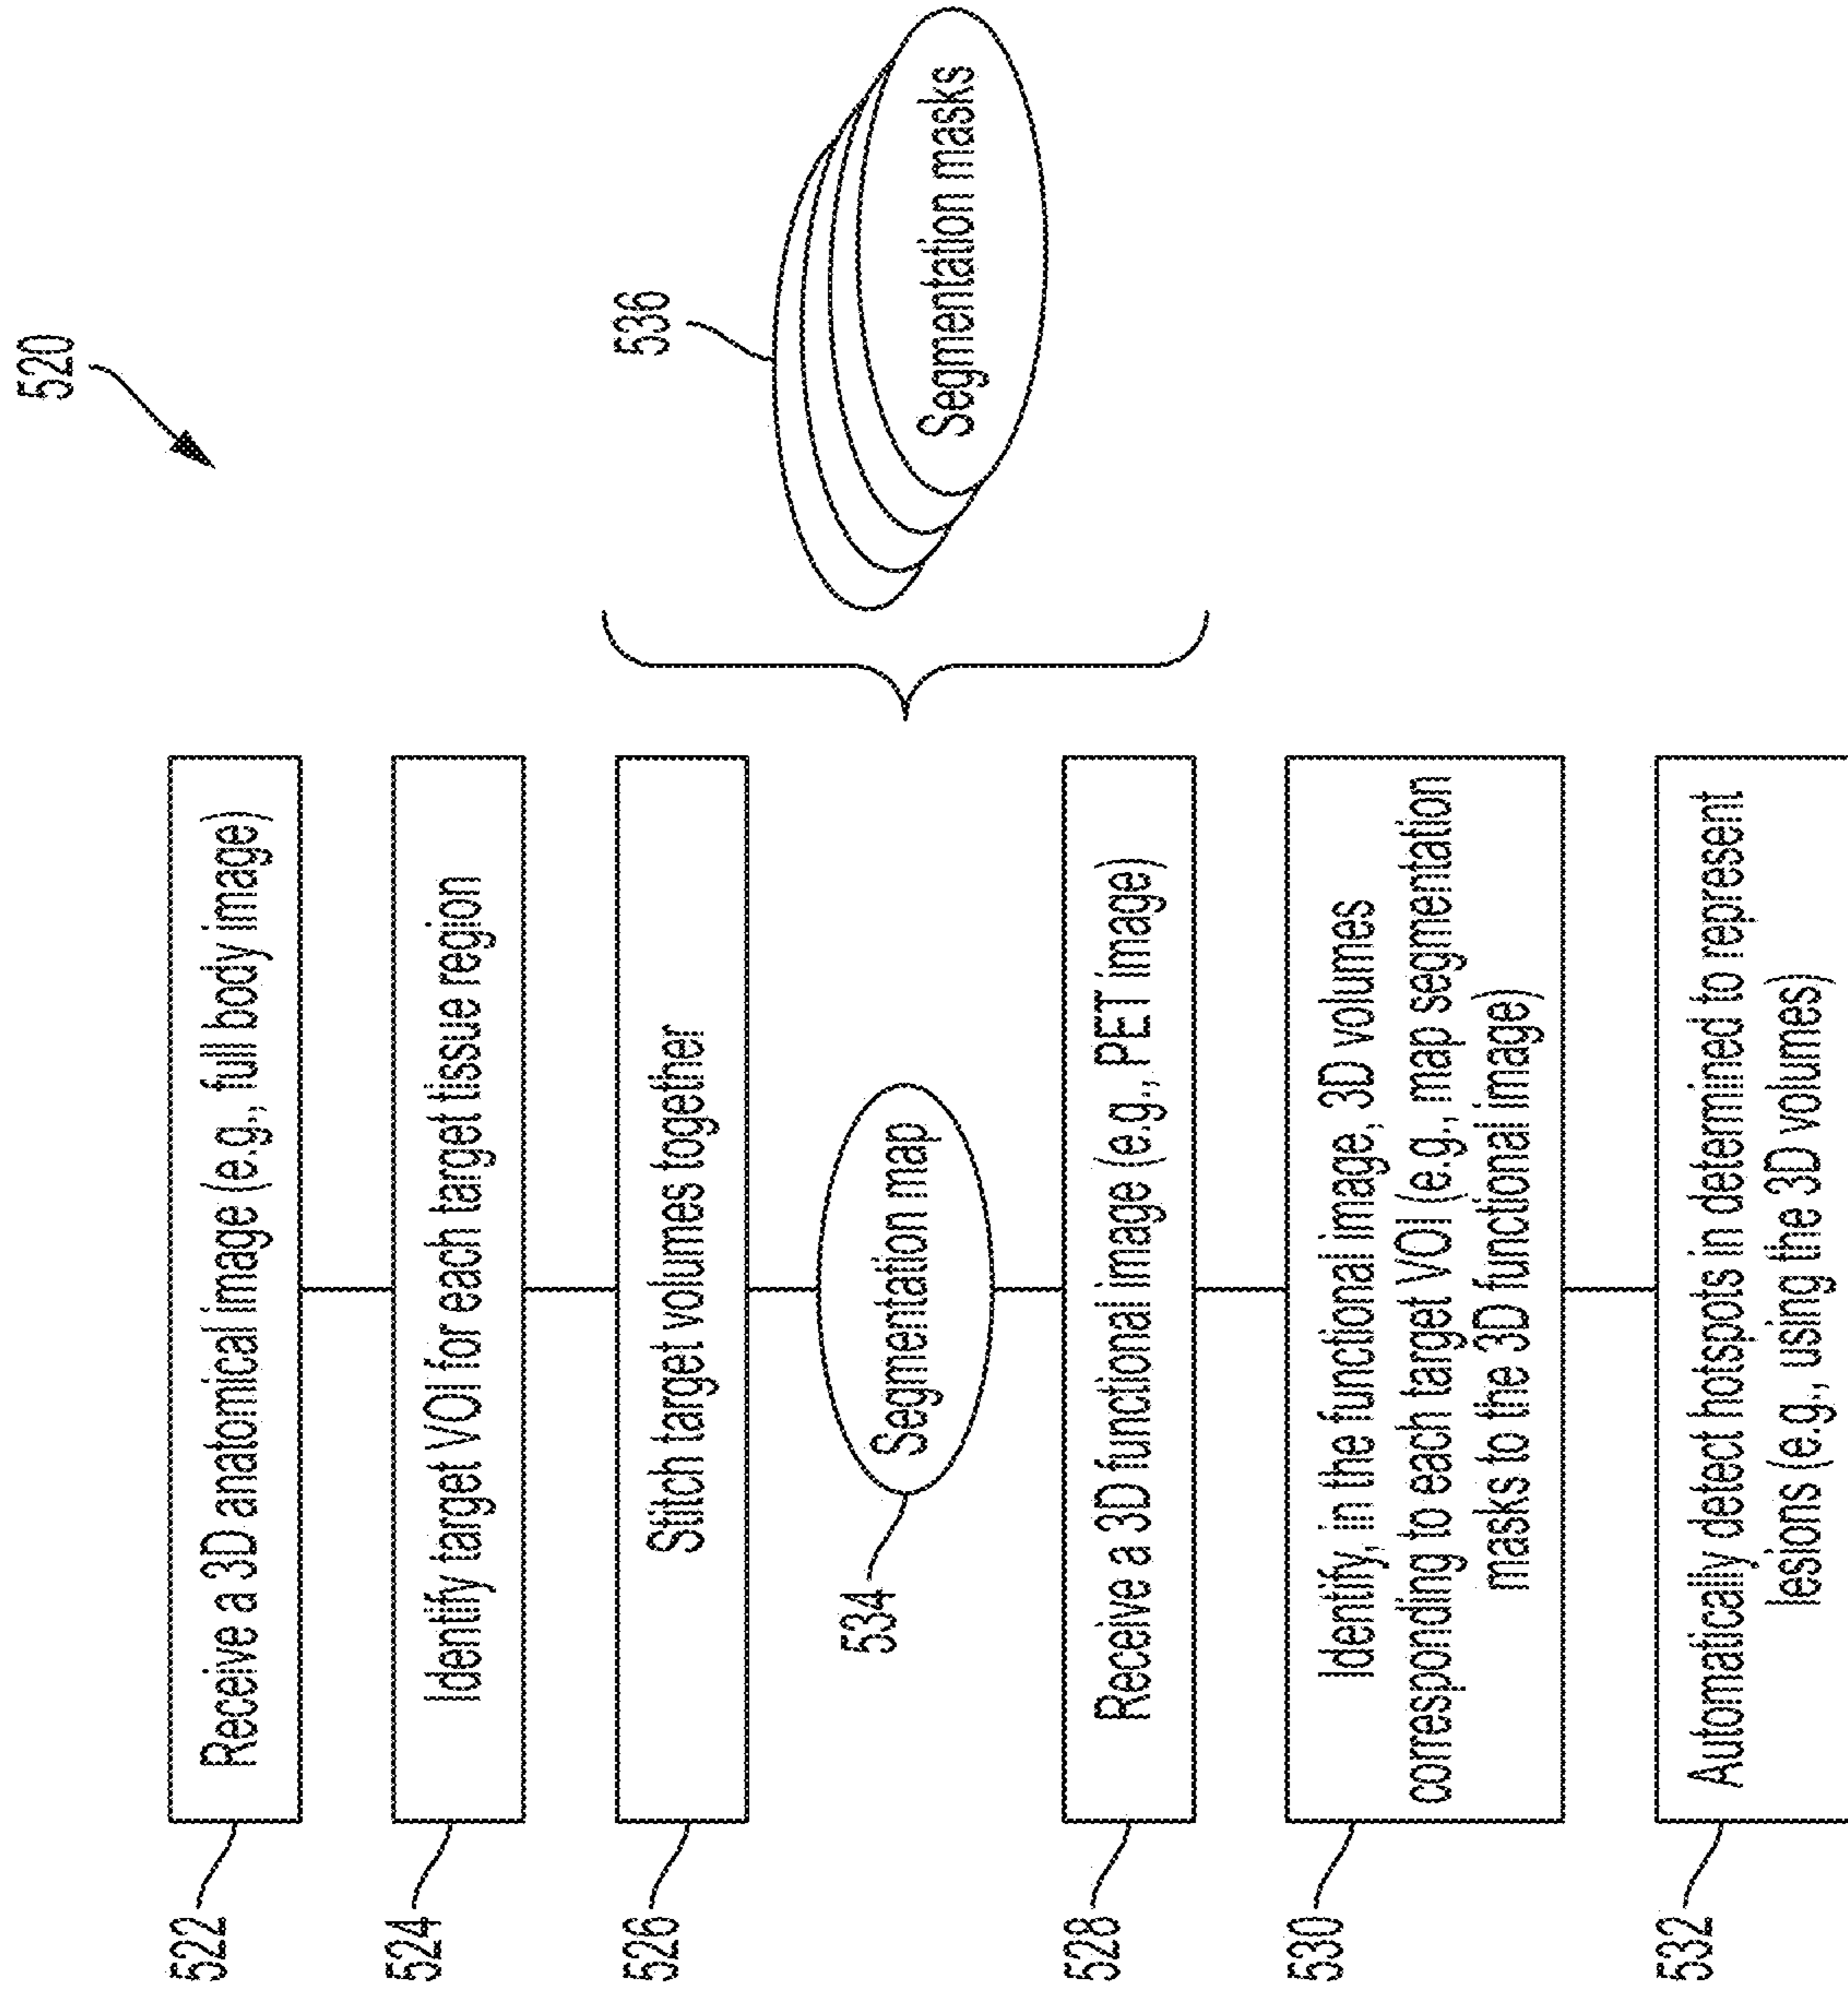 520
522
Receive a 3D anatomical image (e.g., full body image)
524
Identify target VOI for each target tissue region
526
Stitch target volumes together
534
Segmentation map
536
Segmentation masks
528
Receive a 3D functional image (e.g., PET image)
530
Identify, in the functional image, 3D volumes
corresponding to each target VOI (e.g., map segmentation
masks to the 3D functional image)
532
Automatically detect hotspots in determined to represent
lesions (e.g., using the 3D volumes)